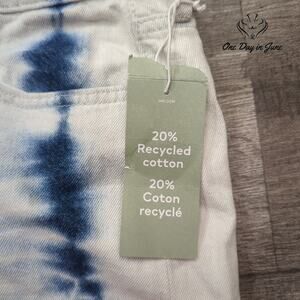 One Day in June
20%
Recycled
cotton
20%
Coton
recyclé